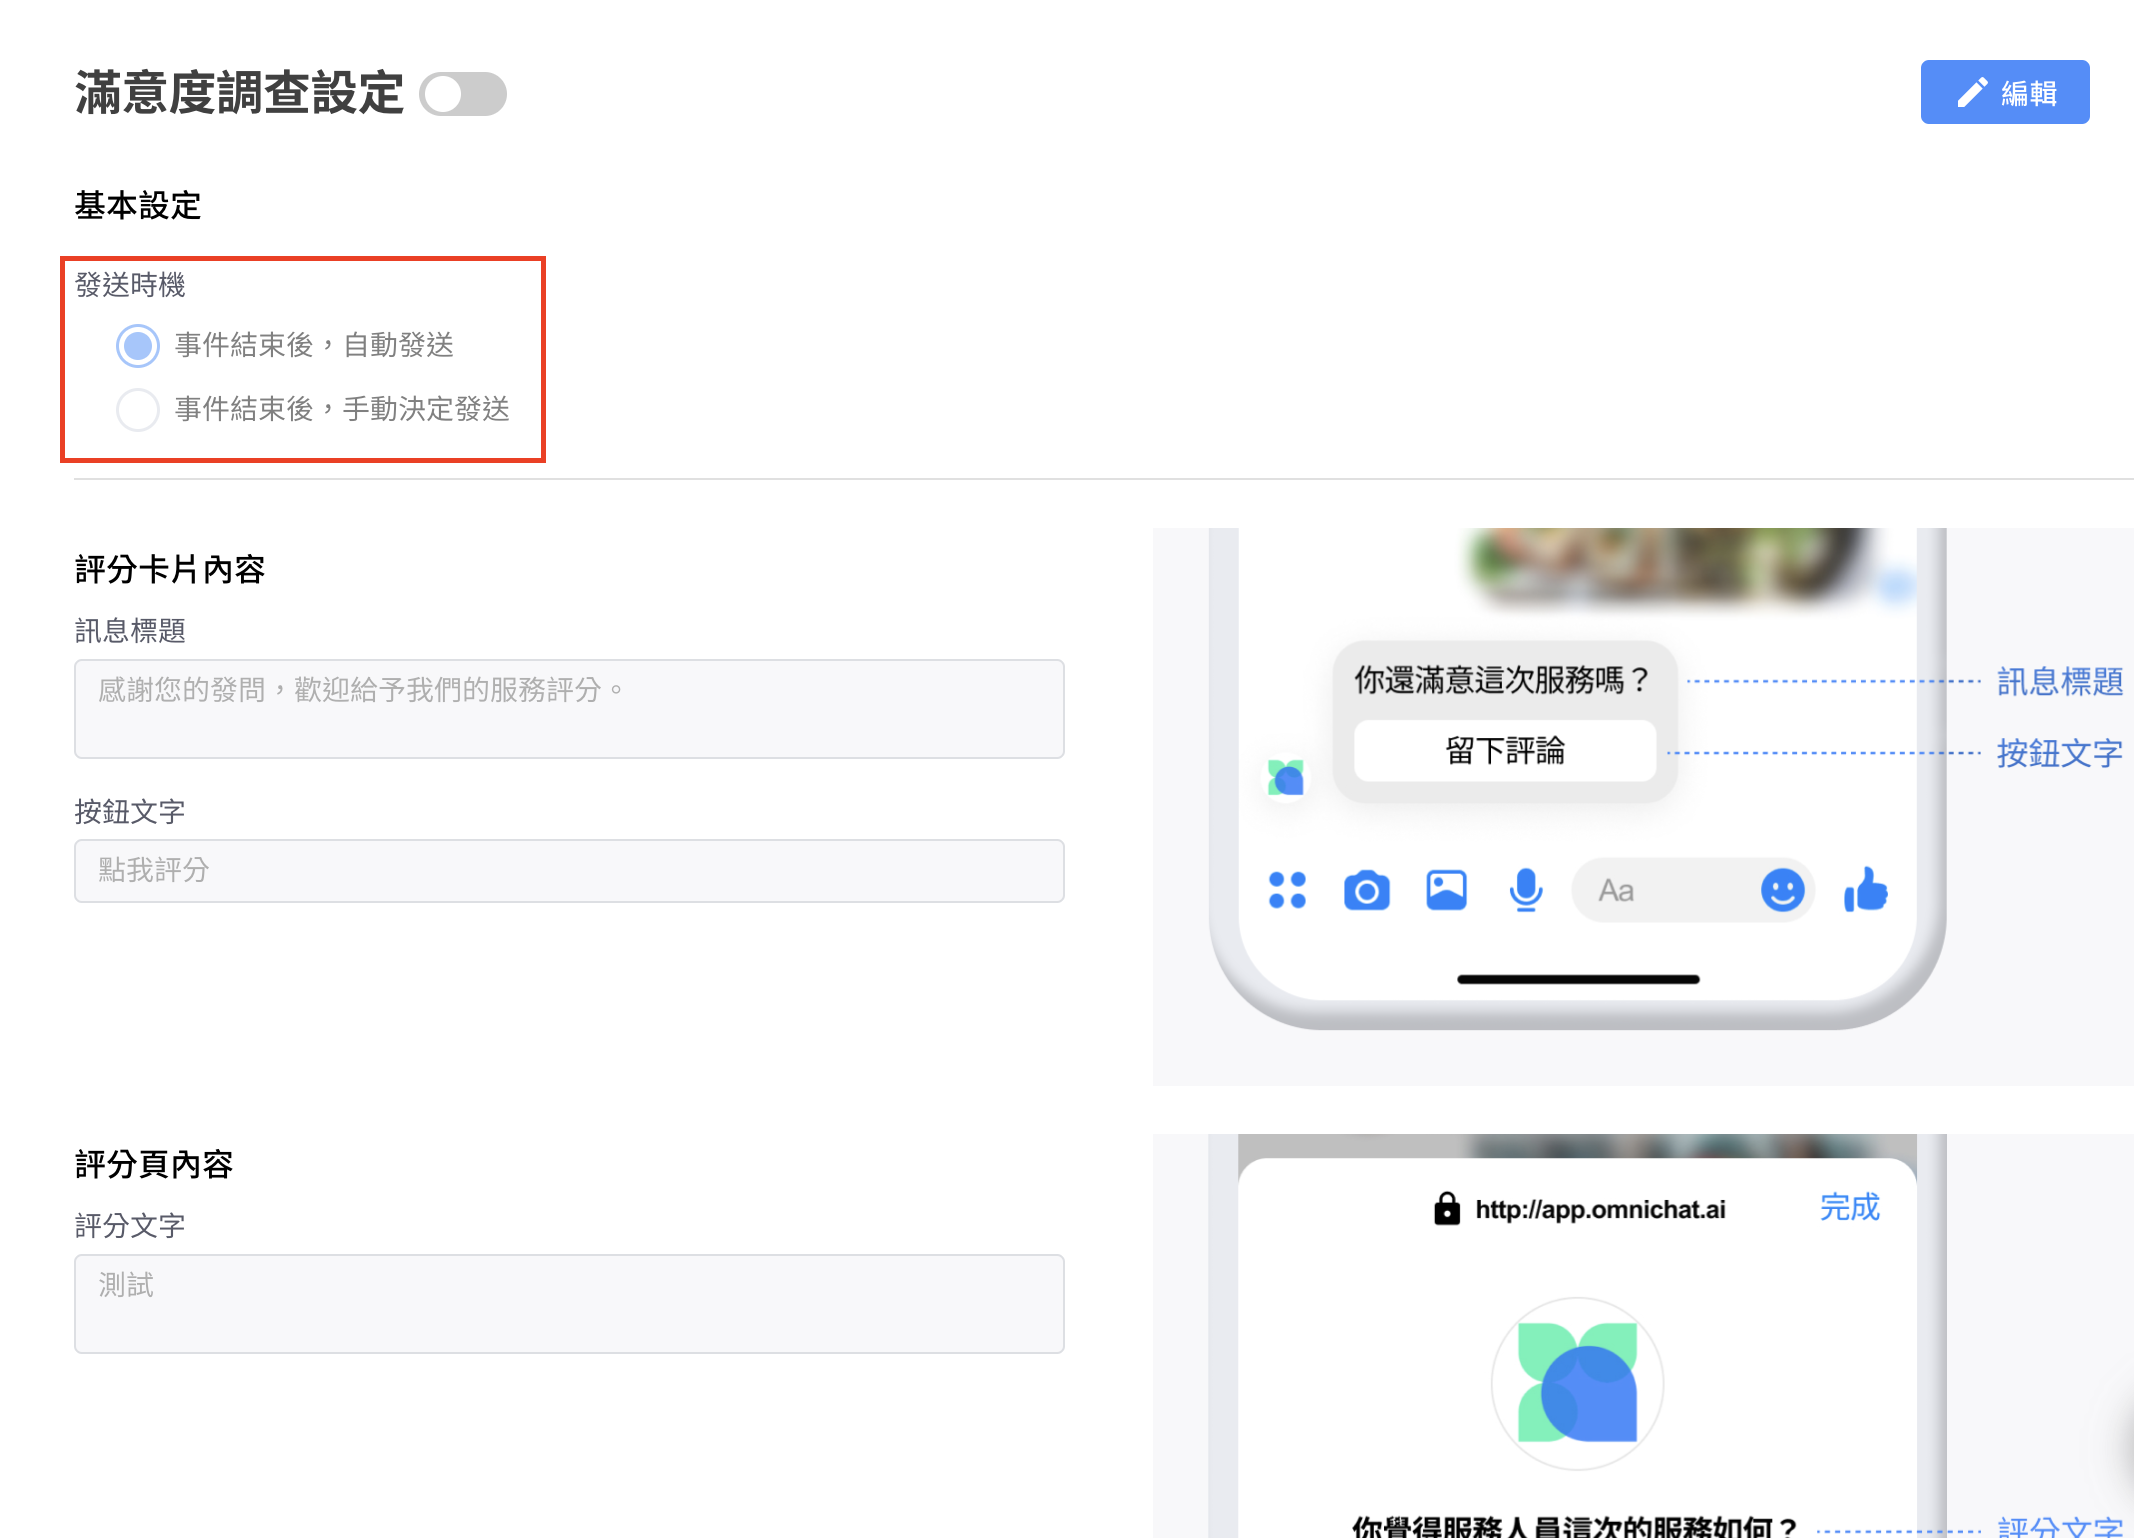 滿意度調查設定
編輯
基本設定
發送時機
事件結束後，自動發送
事件結束後，手動決定發送
評分卡片內容
訊息標題
感謝您的發問，歡迎給予我們的服務評分。
按鈕文字
點我評分
你還滿意這次服務嗎？
訊息標題
留下評論
按鈕文字
Aa
評分頁內容
評分文字
測試
http://app.omnichat.ai
完成
你覺得服務人員這次的服務如何？
評分文字